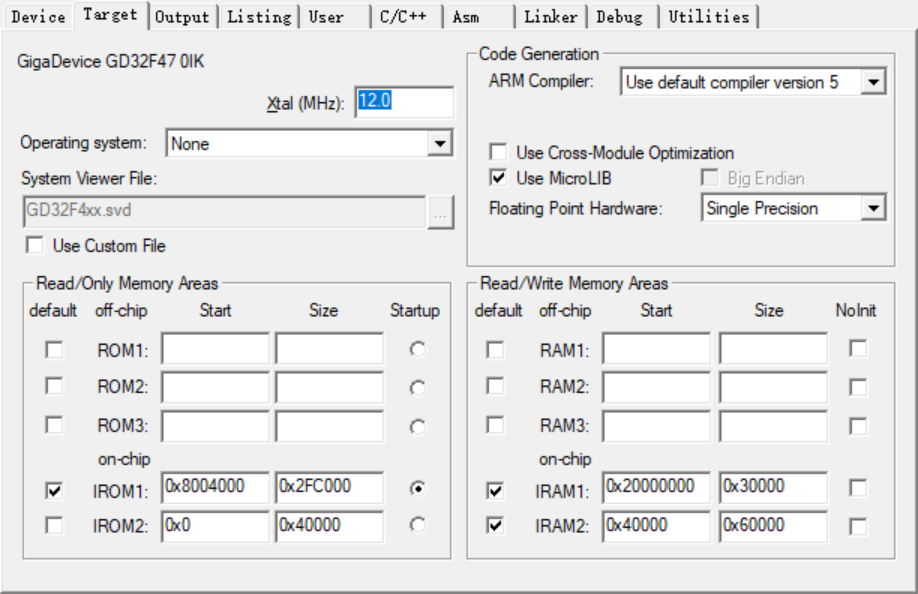 Device Target Output Listing User C/C++ Asm Linker Debug Utilities
GigaDevice GD32F47 0IK
Xtal (MHz): 12.0
Operating system: None
System Viewer File:
GD32F4xx.svd ...
Use Custom File
Code Generation
ARM Compiler: Use default compiler version 5
Use Cross-Module Optimization
Use MicroLIB Big Endian
Floating Point Hardware: Single Precision
Read/Only Memory Areas
default off-chip Start Size Startup
ROM1:
ROM2:
ROM3:
on-chip
IROM1: 0x8004000 0x2FC000
IROM2: 0x0 0x40000
Read/Write Memory Areas
default off-chip Start Size NoInit
RAM1:
RAM2:
RAM3:
on-chip
IRAM1: 0x20000000 0x30000
IRAM2: 0x40000 0x60000